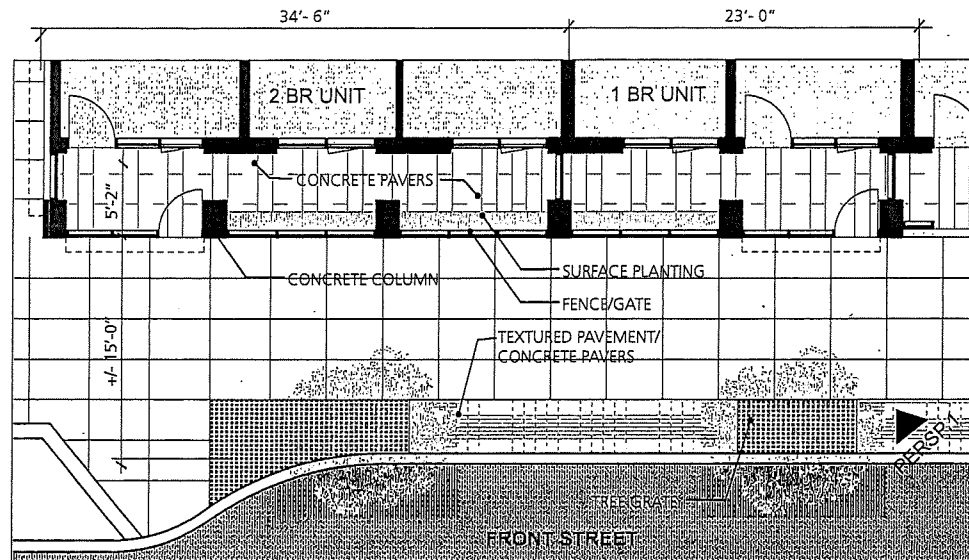 34'- 6"
23'- 0"
2 BR UNIT
1 BR UNIT
CONCRETE PAVERS
5'-2"
SURFACE PLANTING
CONCRETE COLUMN
FENCE/GATE
TEXTURED PAVEMENT/
CONCRETE PAVERS
+/- 15'-0"
PERSP. 1
TREE GRATE
FRONT STREET